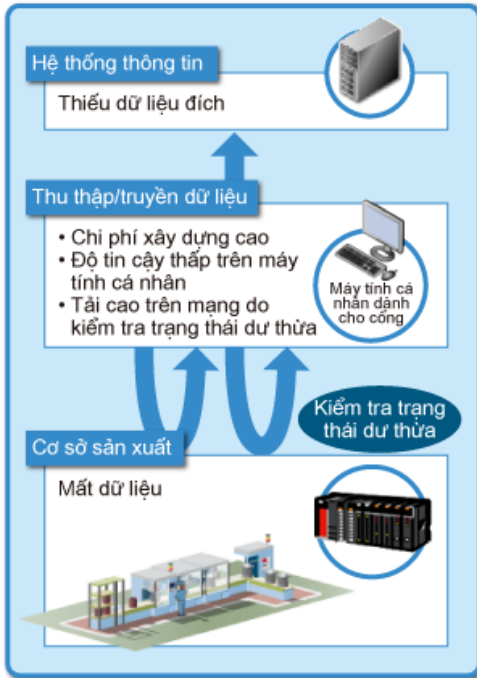 Hệ thống thông tin
Thiếu dữ liệu đích
Thu thập/truyền dữ liệu
• Chi phí xây dựng cao
• Độ tin cậy thấp trên máy
tính cá nhân
• Tải cao trên mạng do
kiểm tra trạng thái dư thừa
Máy tính cá
nhân dành
cho cổng
Kiểm tra trạng
thái dư thừa
Cơ sở sản xuất
Mất dữ liệu